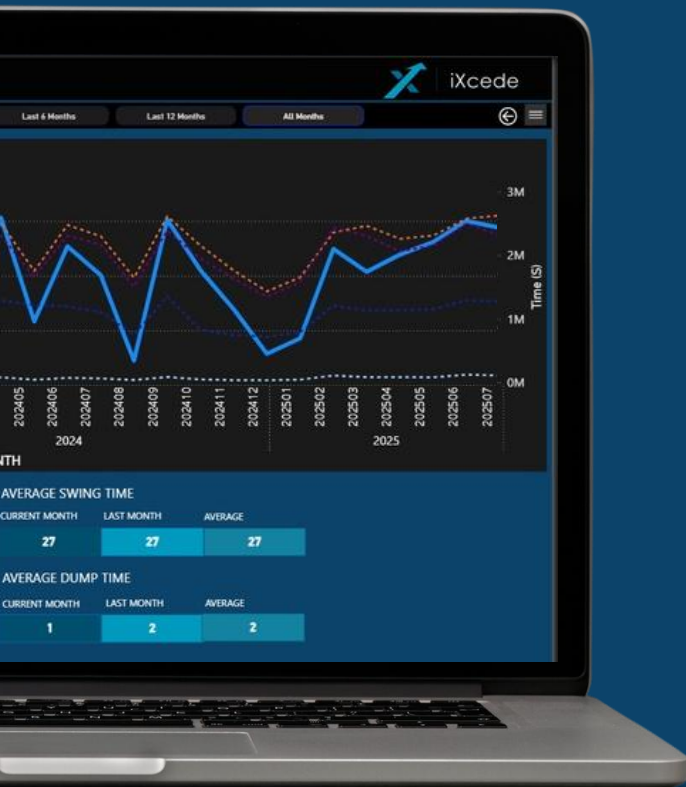 iXcede
Last 6 Months
Last 12 Months
All Months
3M
2M
1M
0M
Time (S)
202405
202406
202407
202408
202409
202410
202411
202412
202501
202502
202503
202504
202505
202506
202507
2024
2025
NTH
AVERAGE SWING TIME
CURRENT MONTH LAST MONTH AVERAGE
27 27 27
AVERAGE DUMP TIME
CURRENT MONTH LAST MONTH AVERAGE
1 2 2